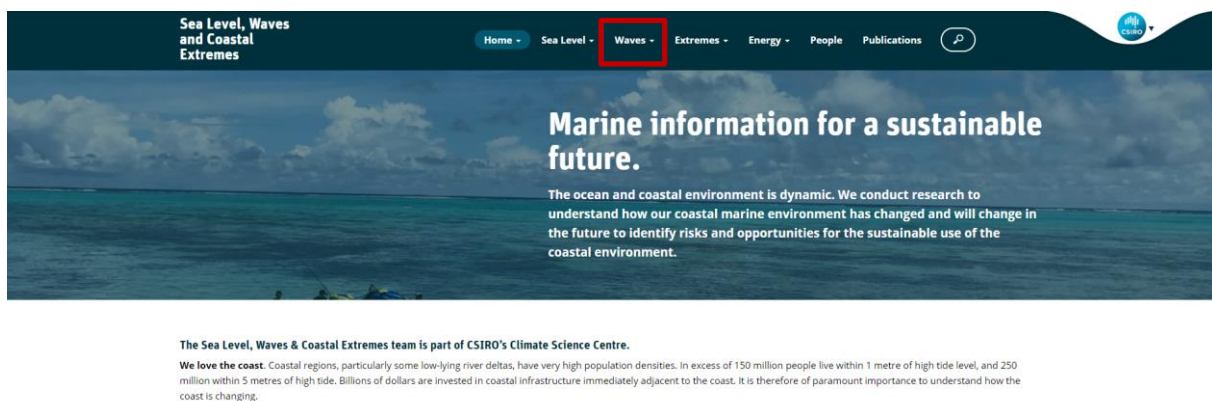 Sea Level, Waves
and Coastal
Extremes
Home Sea Level Waves Extremes Energy People Publications
CSIRO
Marine information for a sustainable
future.
The ocean and coastal environment is dynamic. We conduct research to
understand how our coastal marine environment has changed and will change in
the future to identify risks and opportunities for the sustainable use of the
coastal environment.
The Sea Level, Waves & Coastal Extremes team is part of CSIRO's Climate Science Centre.
We love the coast. Coastal regions, particularly some low-lying river deltas, have very high population densities. In excess of 150 million people live within 1 metre of high tide level, and 250
million within 5 metres of high tide. Billions of dollars are invested in coastal infrastructure immediately adjacent to the coast. It is therefore of paramount importance to understand how the
coast is changing.